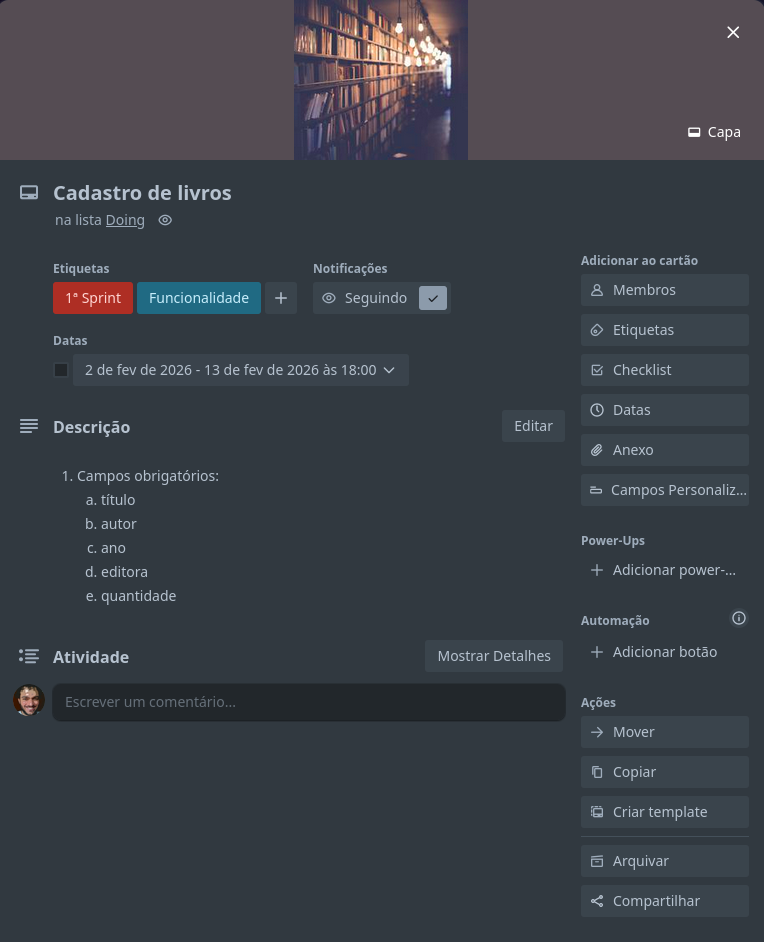 Capa
Cadastro de livros
na lista Doing
Etiquetas
1ª Sprint
Funcionalidade
Notificações
Seguindo
Datas
2 de fev de 2026 - 13 de fev de 2026 às 18:00
Descrição
Editar
1. Campos obrigatórios:
a. título
b. autor
c. ano
d. editora
e. quantidade
Atividade
Mostrar Detalhes
Escrever um comentário...
Adicionar ao cartão
Membros
Etiquetas
Checklist
Datas
Anexo
Campos Personaliz...
Power-Ups
Adicionar power-...
Automação
Adicionar botão
Ações
Mover
Copiar
Criar template
Arquivar
Compartilhar